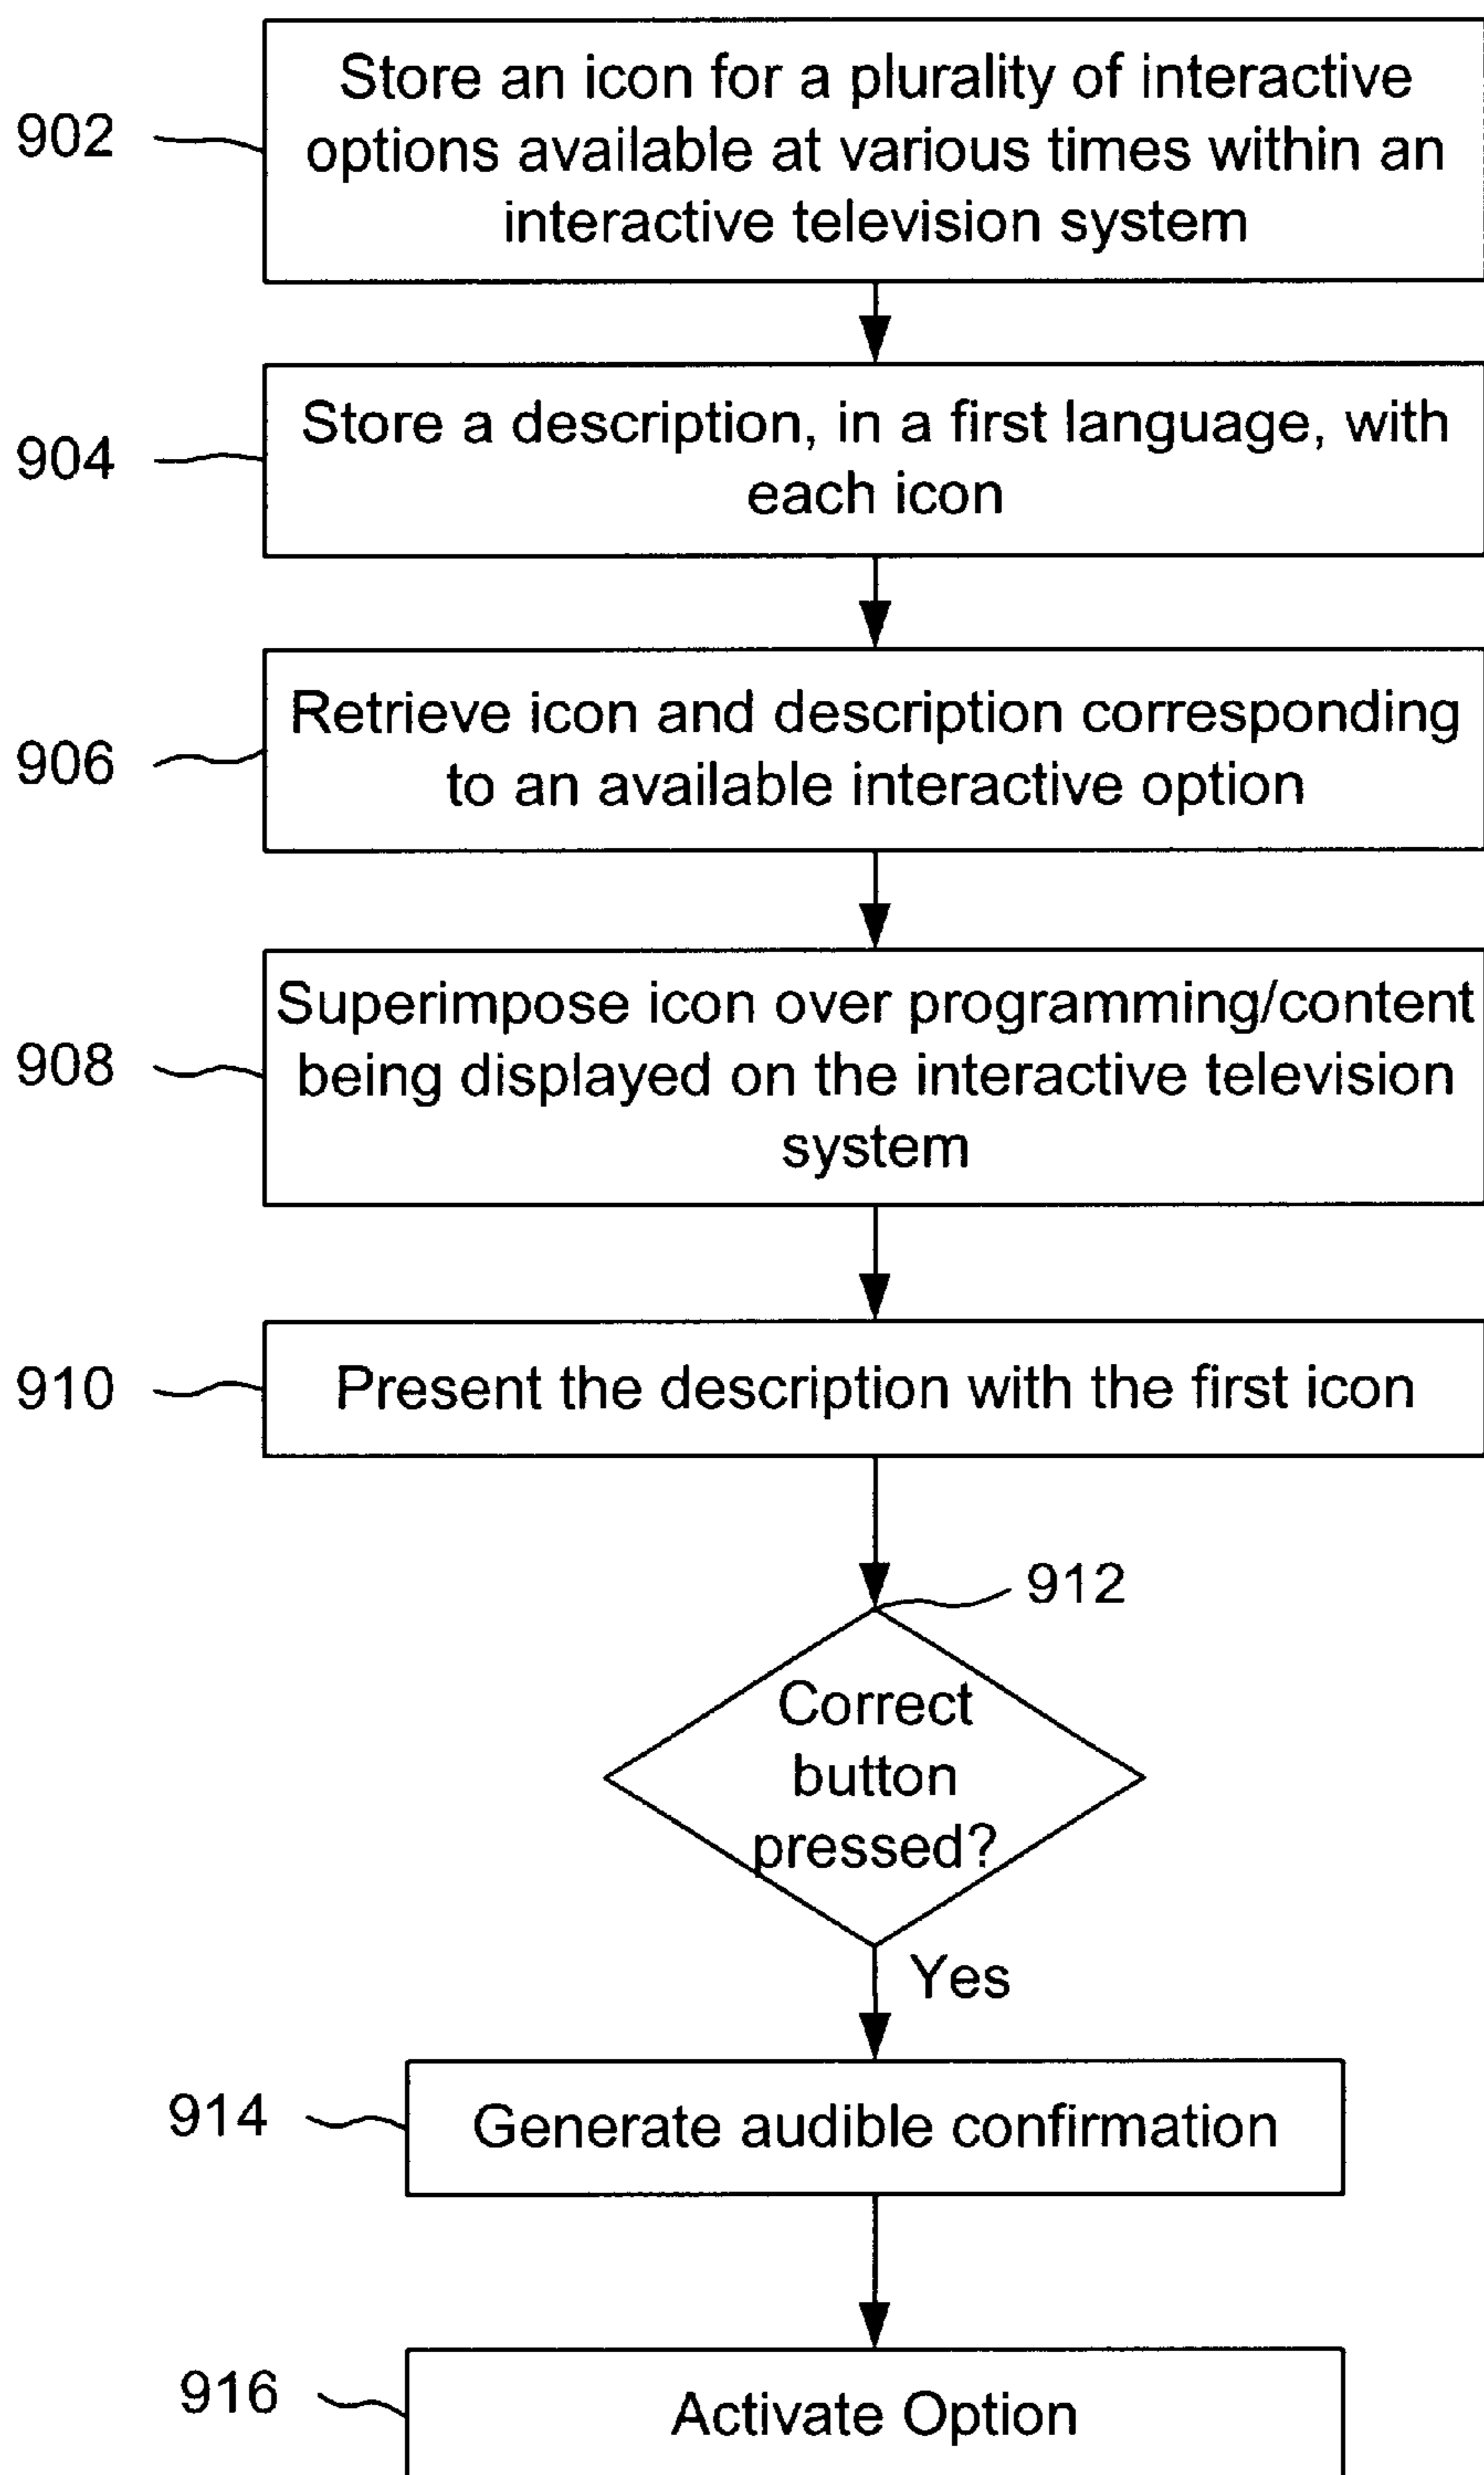 Store an icon for a plurality of interactive
902
options available at various times within an
interactive television system
Store a description, in a first language, with
904
each icon
Retrieve icon and description corresponding
906
to an available interactive option
Superimpose icon over programming/content
908
being displayed on the interactive television
system
910
Present the description with the first icon
912
Correct
button
pressed?
Yes
914
Generate audible confirmation
916
Activate Option